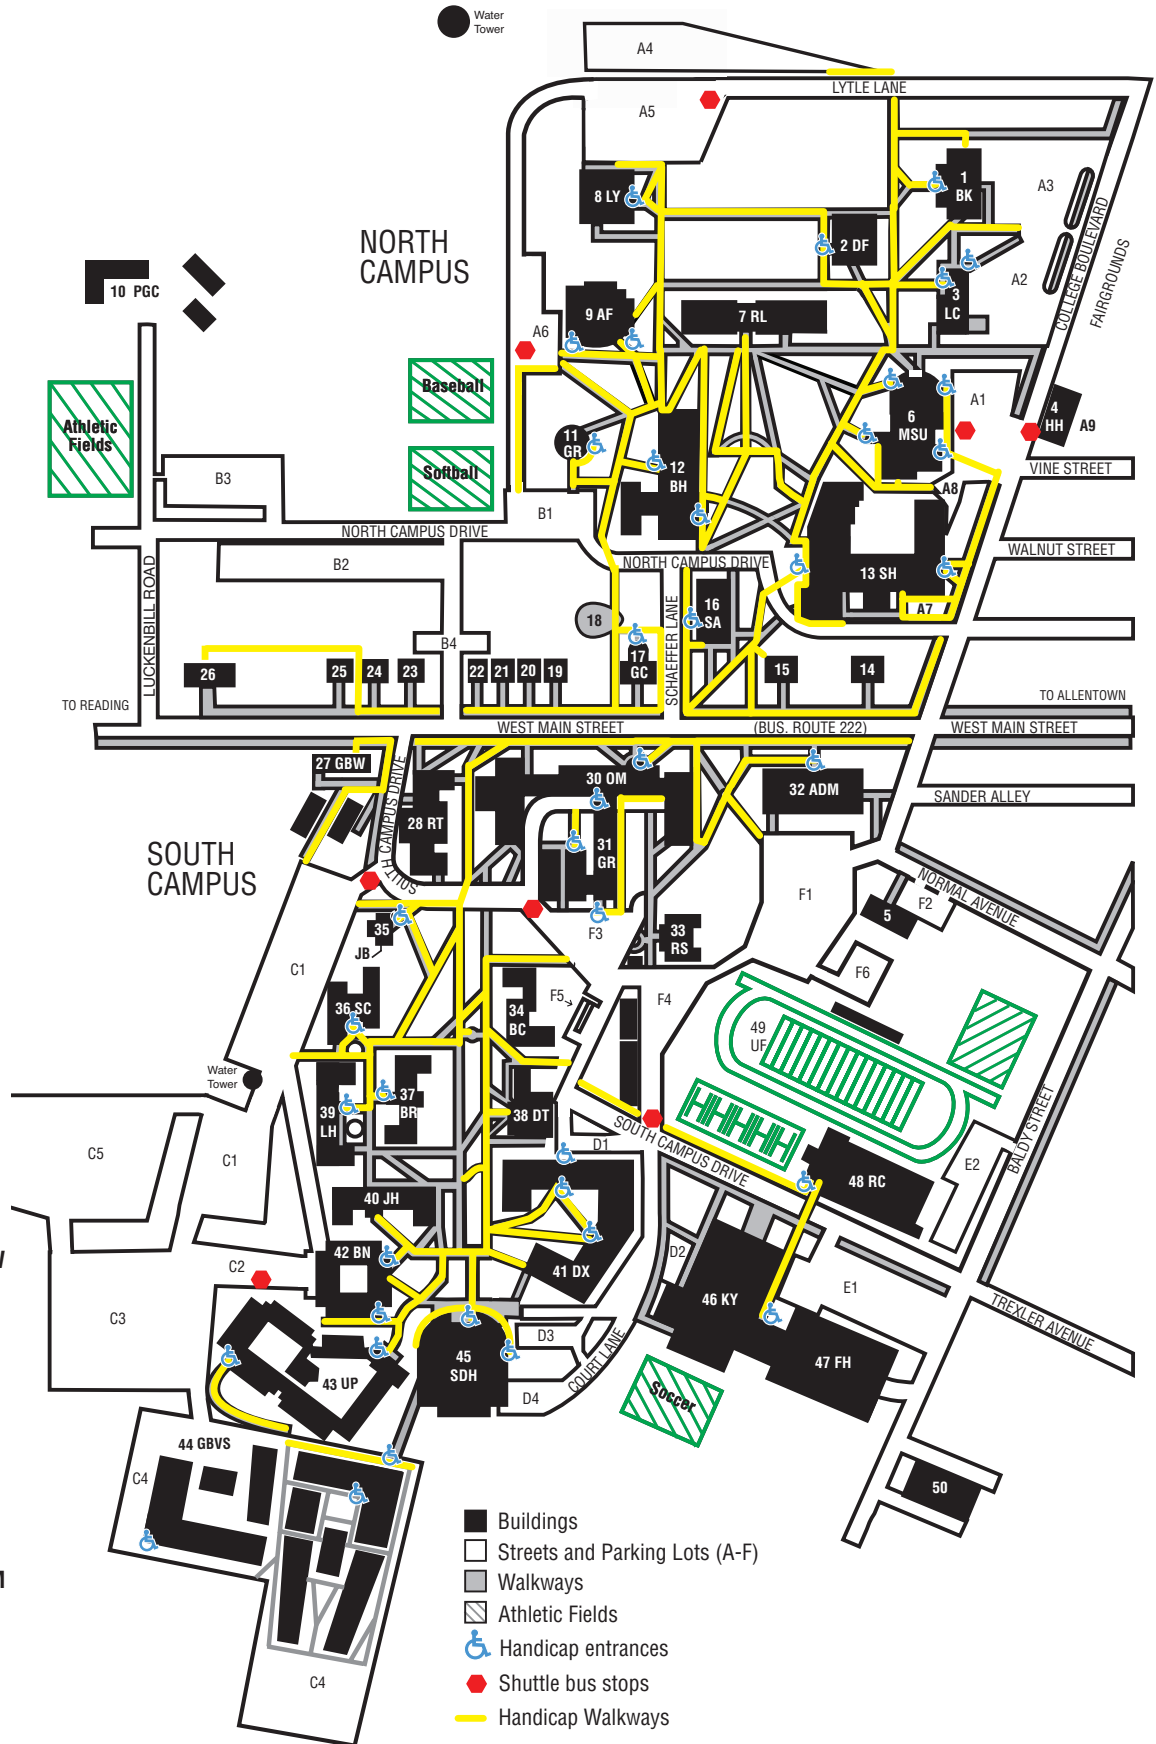 Water
Tower
A4
LYTLE LANE
A5
8 LY
1
BK
A3
2 DF
COLLEGE BOULEVARD
FAIRGROUNDS
NORTH
CAMPUS
10 PGC
A2
3
LC
9 AF
7 RL
A6
Baseball
Athletic
Fields
A1
4
HH
A9
6
MSU
11
GR
12
BH
Softball
B3
VINE STREET
A8
B1
NORTH CAMPUS DRIVE
WALNUT STREET
B2
NORTH CAMPUS DRIVE
13 SH
LUCKENBILL ROAD
SCHAEFFER LANE
16
SA
A7
18
B4
17
GC
26
25
24
23
22
21
20
19
15
14
TO READING
TO ALLENTOWN
WEST MAIN STREET
(BUS. ROUTE 222)
WEST MAIN STREET
27 GBW
30 OM
32 ADM
SANDER ALLEY
SOUTH CAMPUS DRIVE
28 RT
31
GR
SOUTH
CAMPUS
NORMAL AVENUE
F1
F2
5
35
JB
F3
33
RS
C1
F6
36 SC
34
BC
F5
F4
49
UF
Water
Tower
37
BR
39
LH
38 DT
SOUTH CAMPUS DRIVE
BALDY STREET
C5
C1
D1
E2
48 RC
40 JH
42 BN
D2
C2
41 DX
46 KY
E1
TREXLER AVENUE
C3
D3
COURT LANE
45
SDH
47 FH
43 UP
D4
Soccer
44 GBVS
C4
50
Buildings
Streets and Parking Lots (A-F)
Walkways
Athletic Fields
Handicap entrances
Shuttle bus stops
Handicap Walkways
C4